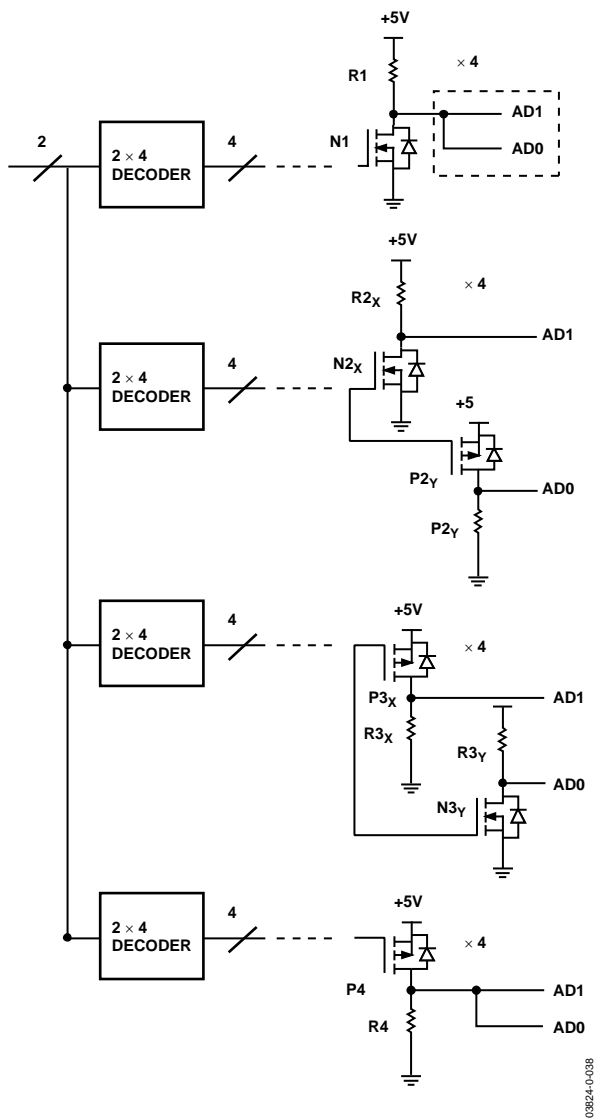 +5V
R1
× 4
AD1
N1
AD0
2
2 × 4
DECODER
4
+5V
R2X
× 4
AD1
N2X
2 × 4
DECODER
4
+5
P2Y
AD0
P2Y
+5V
× 4
2 × 4
DECODER
4
P3X
AD1
R3X
R3Y
AD0
N3Y
+5V
× 4
2 × 4
DECODER
4
P4
AD1
R4
AD0
03824-0-038